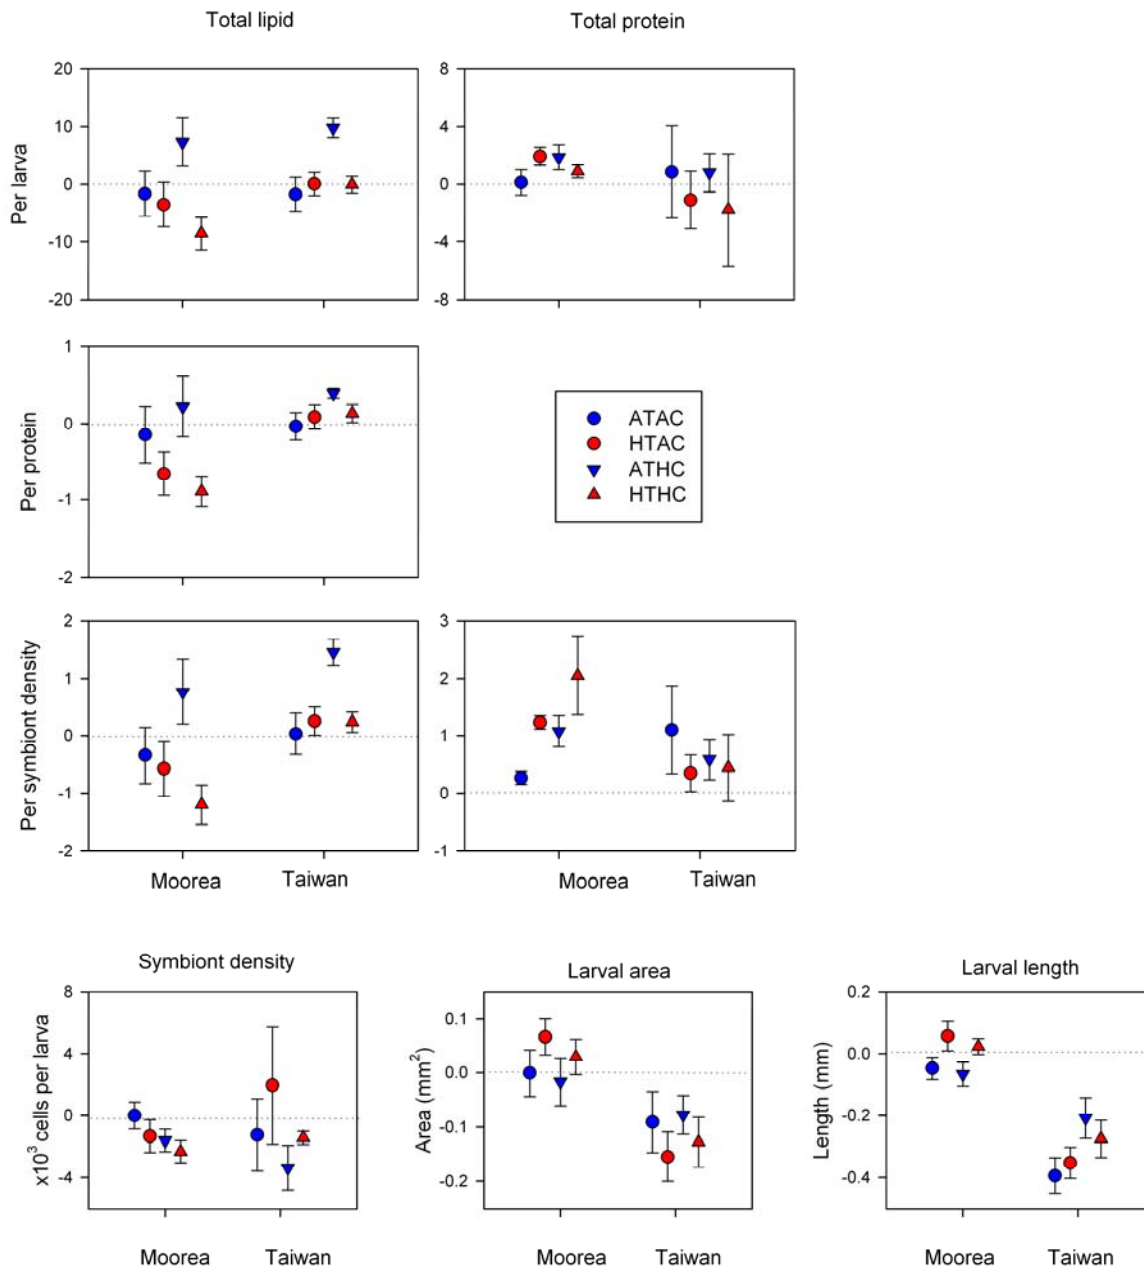 Total lipid
Total protein
Per larva
20
10
0
-10
-20
8
4
0
-4
-8
Per protein
1
0
-1
-2
ATAC
HTAC
ATHC
HTHC
Per symbiont density
2
1
0
-1
-2
3
2
1
0
-1
Moorea
Taiwan
Moorea
Taiwan
Symbiont density
Larval area
Larval length
x10³ cells per larva
8
4
0
-4
Area (mm²)
0.1
0.0
-0.1
-0.2
Length (mm)
0.2
0.0
-0.2
-0.4
Moorea
Taiwan
Moorea
Taiwan
Moorea
Taiwan